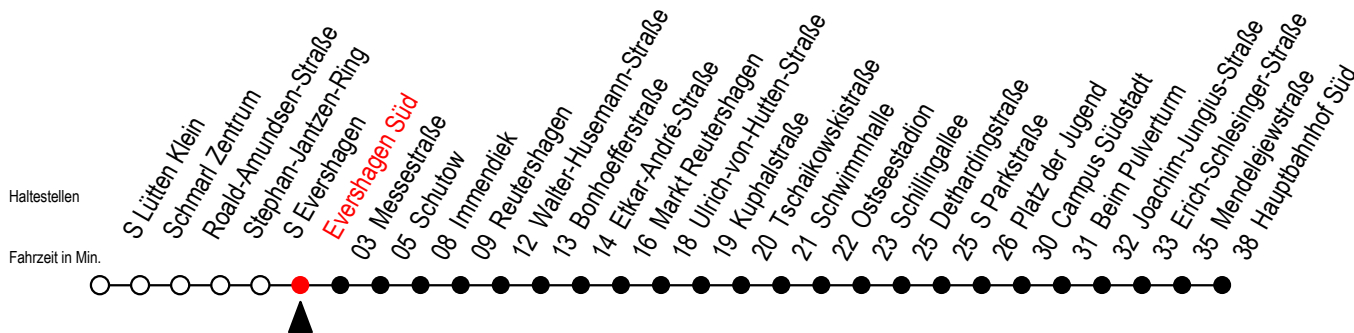 Haltestellen
Fahrzeit in Min.
S Lütten Klein
Schmarl Zentrum
Roald-Amundsen-Straße
Stephan-Jantzen-Ring
S Evershagen
Evershagen Süd
03 Messestraße
05 Schutow
08 Immendiek
09 Reutershagen
12 Walter-Husemann-Straße
13 Bonhoefferstraße
14 Etkar-André-Straße
16 Markt Reutershagen
18 Ulrich-von-Hutten-Straße
19 Kuphalstraße
20 Tschaikowskistraße
21 Schwimmhalle
22 Ostseestadion
23 Schillingallee
25 Dethardingstraße
25 S Parkstraße
26 Platz der Jugend
30 Campus Südstadt
31 Beim Pulverturm
32 Joachim-Jungius-Straße
33 Erich-Schlesinger-Straße
35 Mendelejewstraße
38 Hauptbahnhof Süd